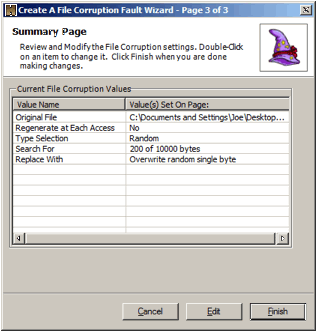 Create A File Corruption Fault Wizard - Page 3 of 3
Summary Page
Review and Modify the File Corruption settings. Double-Click
on an item to change it. Click Finish when you are done
making changes.
Current File Corruption Values
Value Name Value(s) Set On Page:
Original File C:\Documents and Settings\Joe\Desktop...
Regenerate at Each Access No
Type Selection Random
Search For 200 of 10000 bytes
Replace With Overwrite random single byte
Cancel Edit Finish